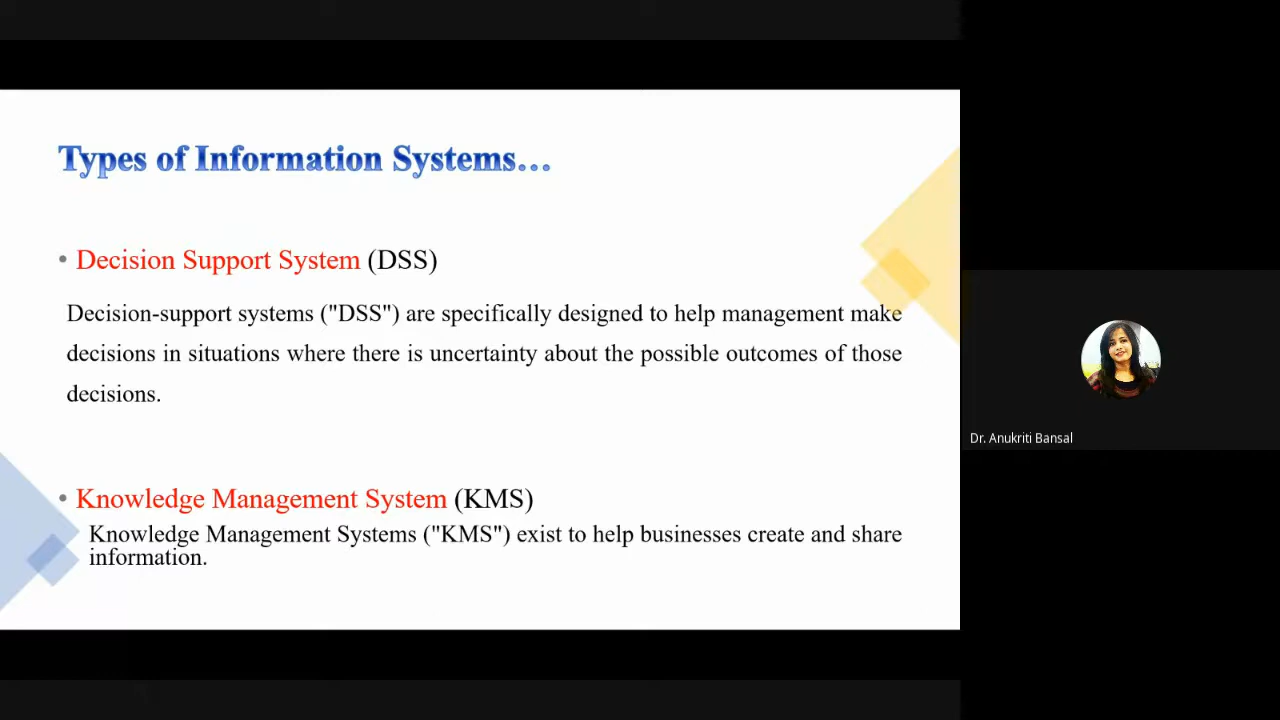 Types of Information Systems...
• Decision Support System (DSS)
Decision-support systems ("DSS") are specifically designed to help management make
decisions in situations where there is uncertainty about the possible outcomes of those
decisions.
• Knowledge Management System (KMS)
Knowledge Management Systems ("KMS") exist to help businesses create and share
information.
Dr. Anukriti Bansal